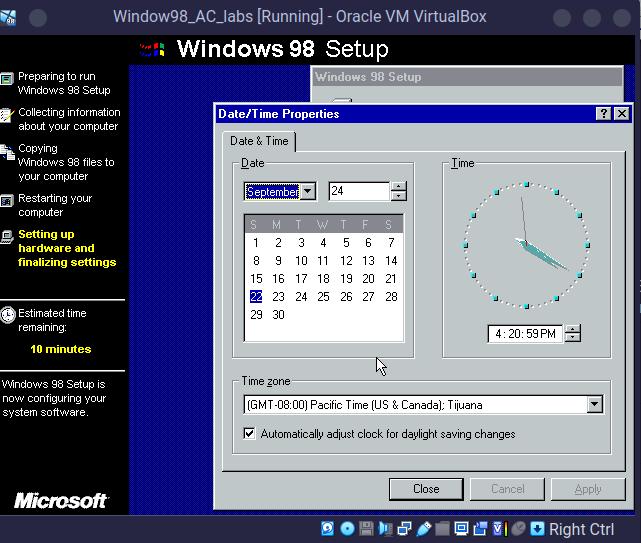 Window98_AC_labs [Running] - Oracle VM VirtualBox
Windows 98 Setup
Preparing to run
Windows 98 Setup
Collecting information
about your computer
Copying
Windows 98 files to
your computer
Restarting your
computer
Setting up
hardware and
finalizing settings
Estimated time
remaining:
10 minutes
Windows 98 Setup is
now configuring your
system software.
Microsoft
Windows 98 Setup
Date/Time Properties
Date & Time
Date
September
24
S M T W T F S
1 2 3 4 5 6 7
8 9 10 11 12 13 14
15 16 17 18 19 20 21
22 23 24 25 26 27 28
29 30
Time
4:20:59 PM
Time zone
(GMT-08:00) Pacific Time (US & Canada); Tijuana
Automatically adjust clock for daylight saving changes
Close Cancel Apply
Right Ctrl